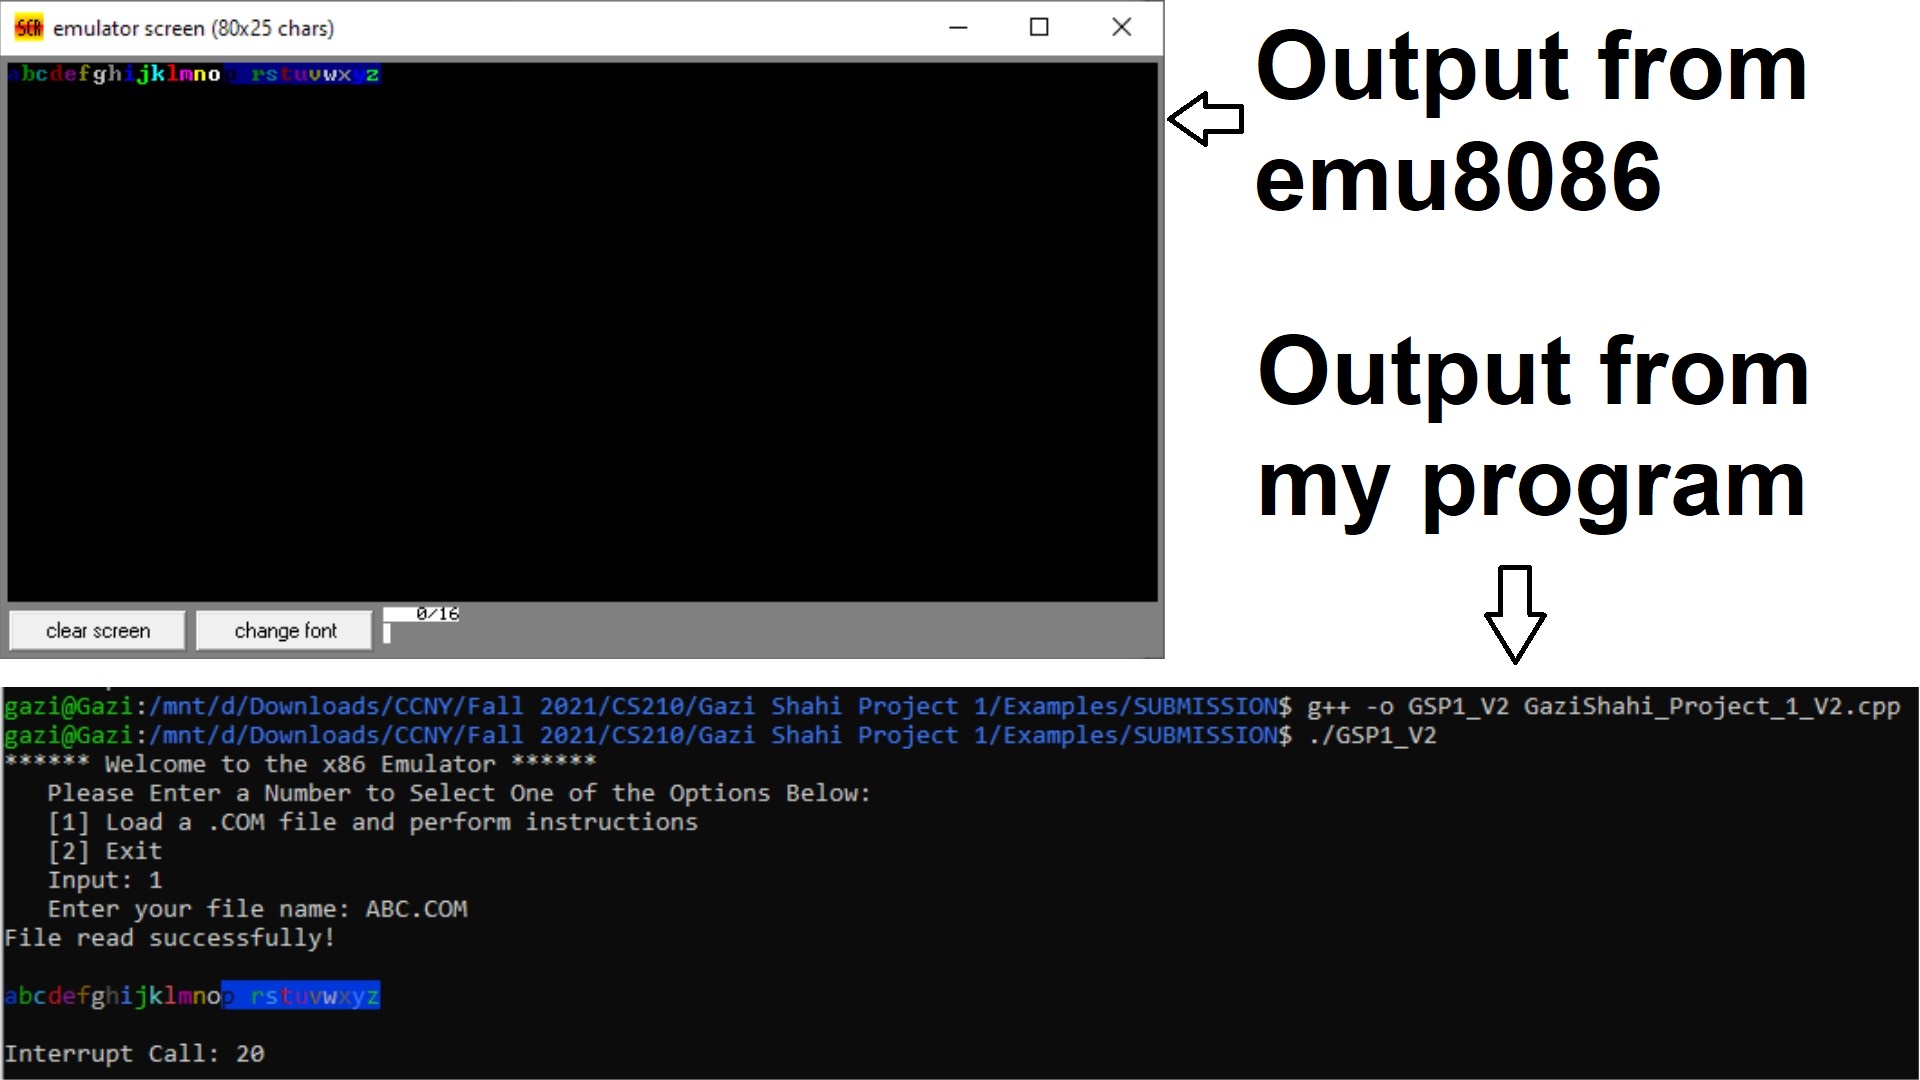 SCR emulator screen (80x25 chars)
abcdefghijklmnop rstuvwxyz
clear screen
change font
0/16
Output from
emu8086
Output from
my program
gazi@Gazi:/mnt/d/Downloads/CCNY/Fall 2021/CS210/Gazi Shahi Project 1/Examples/SUBMISSION$ g++ -o GSP1_V2 GaziShahi_Project_1_V2.cpp
gazi@Gazi:/mnt/d/Downloads/CCNY/Fall 2021/CS210/Gazi Shahi Project 1/Examples/SUBMISSION$ ./GSP1_V2
****** Welcome to the x86 Emulator ******
Please Enter a Number to Select One of the Options Below:
[1] Load a .COM file and perform instructions
[2] Exit
Input: 1
Enter your file name: ABC.COM
File read successfully!
abcdefghijklmnop rstuvwxyz
Interrupt Call: 20